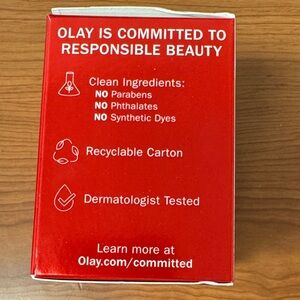 OLAY IS COMMITTED TO
RESPONSIBLE BEAUTY
Clean Ingredients:
NO Parabens
NO Phthalates
NO Synthetic Dyes
Recyclable Carton
Dermatologist Tested
Learn more at
Olay.com/committed